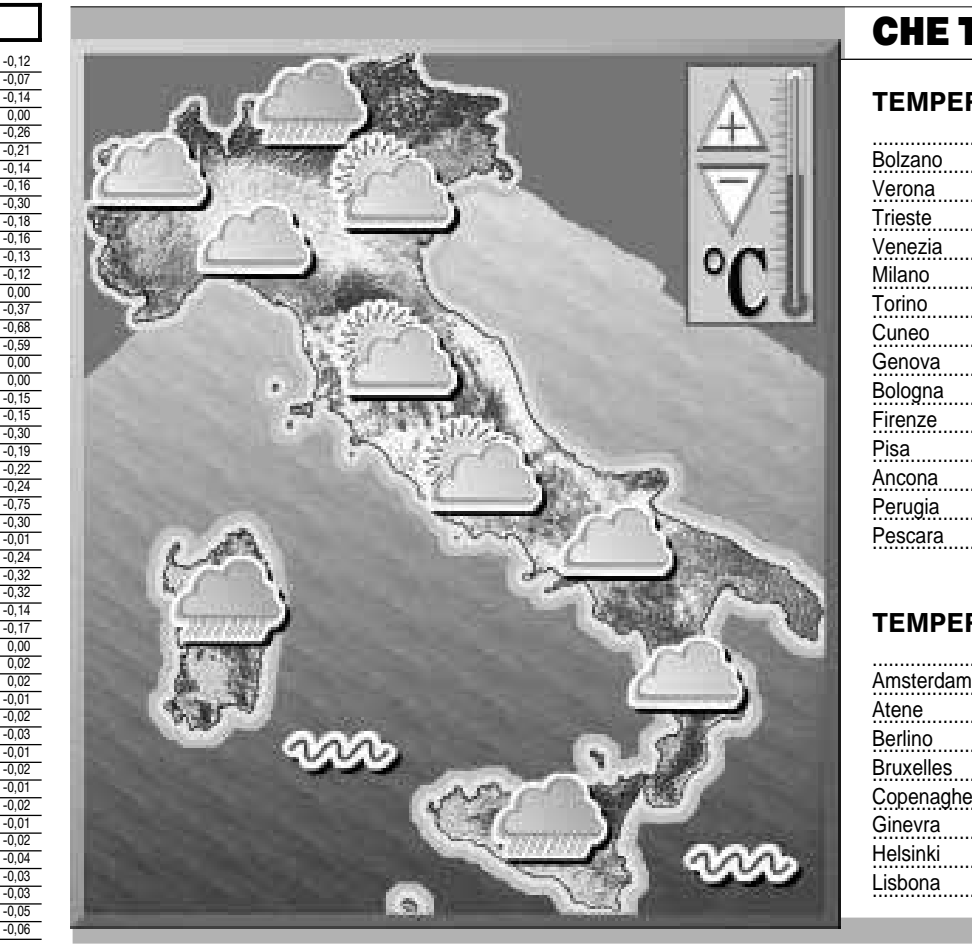 -0,12
-0,07
-0,14
0,00
-0,26
-0,21
-0,14
-0,16
-0,30
-0,18
-0,16
-0,13
-0,12
0,00
-0,37
-0,68
-0,59
0,00
0,00
-0,15
-0,15
-0,30
-0,19
-0,22
-0,24
-0,75
-0,30
-0,01
-0,24
-0,32
-0,32
-0,14
-0,17
0,00
0,02
0,02
-0,01
-0,02
-0,03
-0,01
-0,02
-0,01
-0,02
-0,01
-0,02
-0,04
-0,03
-0,03
-0,05
-0,06
+
−
°C
CHE T
TEMPER
Bolzano
Verona
Trieste
Venezia
Milano
Torino
Cuneo
Genova
Bologna
Firenze
Pisa
Ancona
Perugia
Pescara
TEMPER
Amsterdam
Atene
Berlino
Bruxelles
Copenaghe
Ginevra
Helsinki
Lisbona